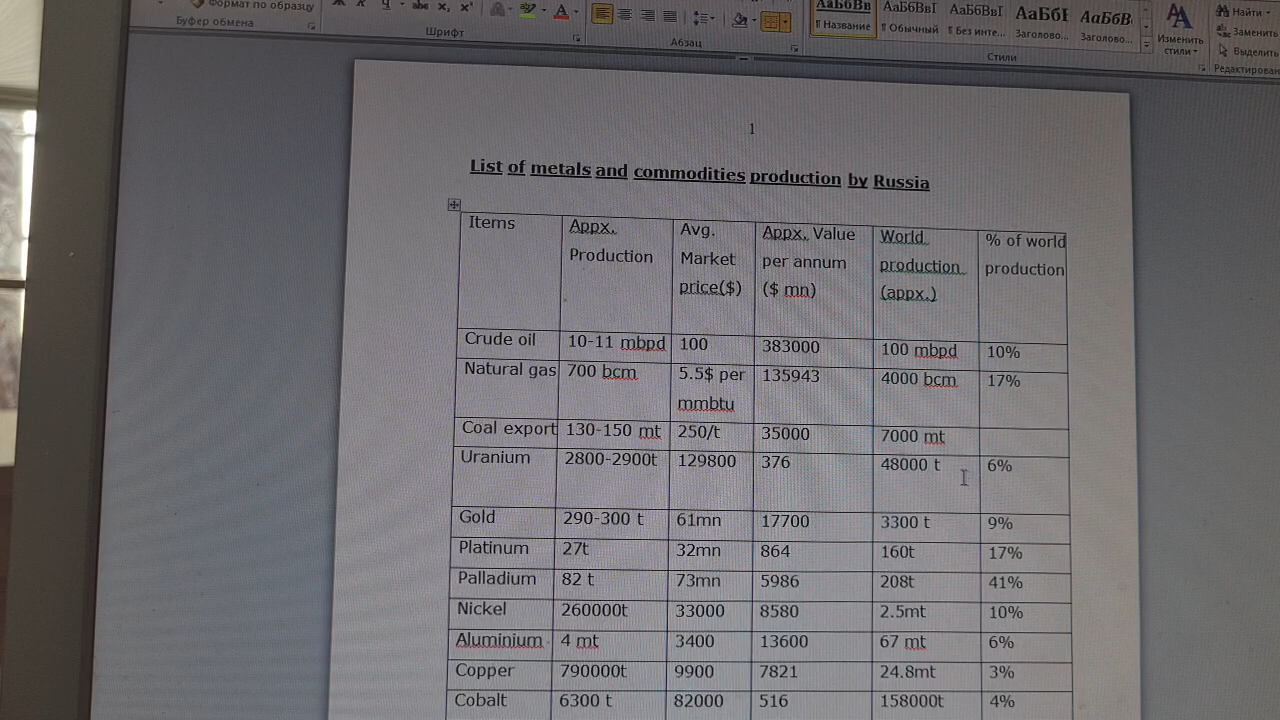 Формат по образцу
Буфер обмена
Шрифт
Абзац
АаБбВв АаБбВвГ АаБбВвГ АаБбВ АаБбВ
¶ Название ¶ Обычный ¶ Без инте... Заголово... Заголово...
Изменить стили
Стили
Найти
Заменить
Выделить
Редактирован
1
List of metals and commodities production by Russia
Items Appx. Production Avg. Market price($) Appx. Value per annum ($ mn) World production (appx.) % of world production
Crude oil 10-11 mbpd 100 383000 100 mbpd 10%
Natural gas 700 bcm 5.5$ per mmbtu 135943 4000 bcm 17%
Coal export 130-150 mt 250/t 35000 7000 mt
Uranium 2800-2900t 129800 376 48000 t 6%
Gold 290-300 t 61mn 17700 3300 t 9%
Platinum 27t 32mn 864 160t 17%
Palladium 82 t 73mn 5986 208t 41%
Nickel 260000t 33000 8580 2.5mt 10%
Aluminium 4 mt 3400 13600 67 mt 6%
Copper 790000t 9900 7821 24.8mt 3%
Cobalt 6300 t 82000 516 158000t 4%